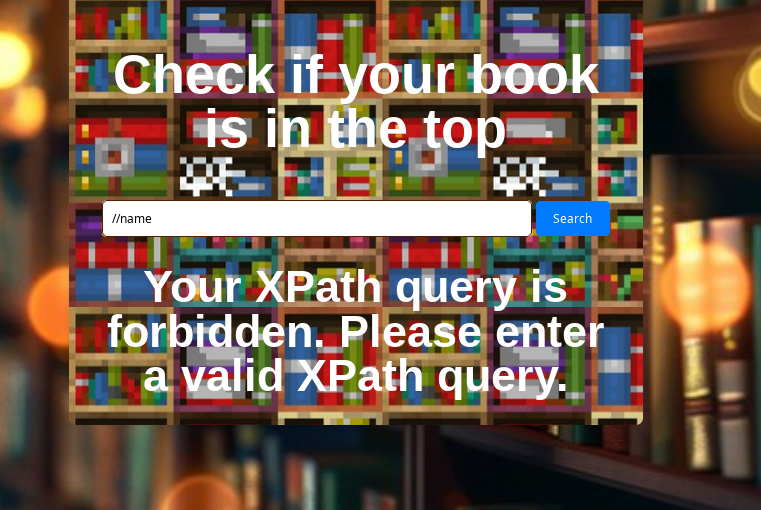 Check if your book
is in the top
//name
Search
Your XPath query is
forbidden. Please enter
a valid XPath query.